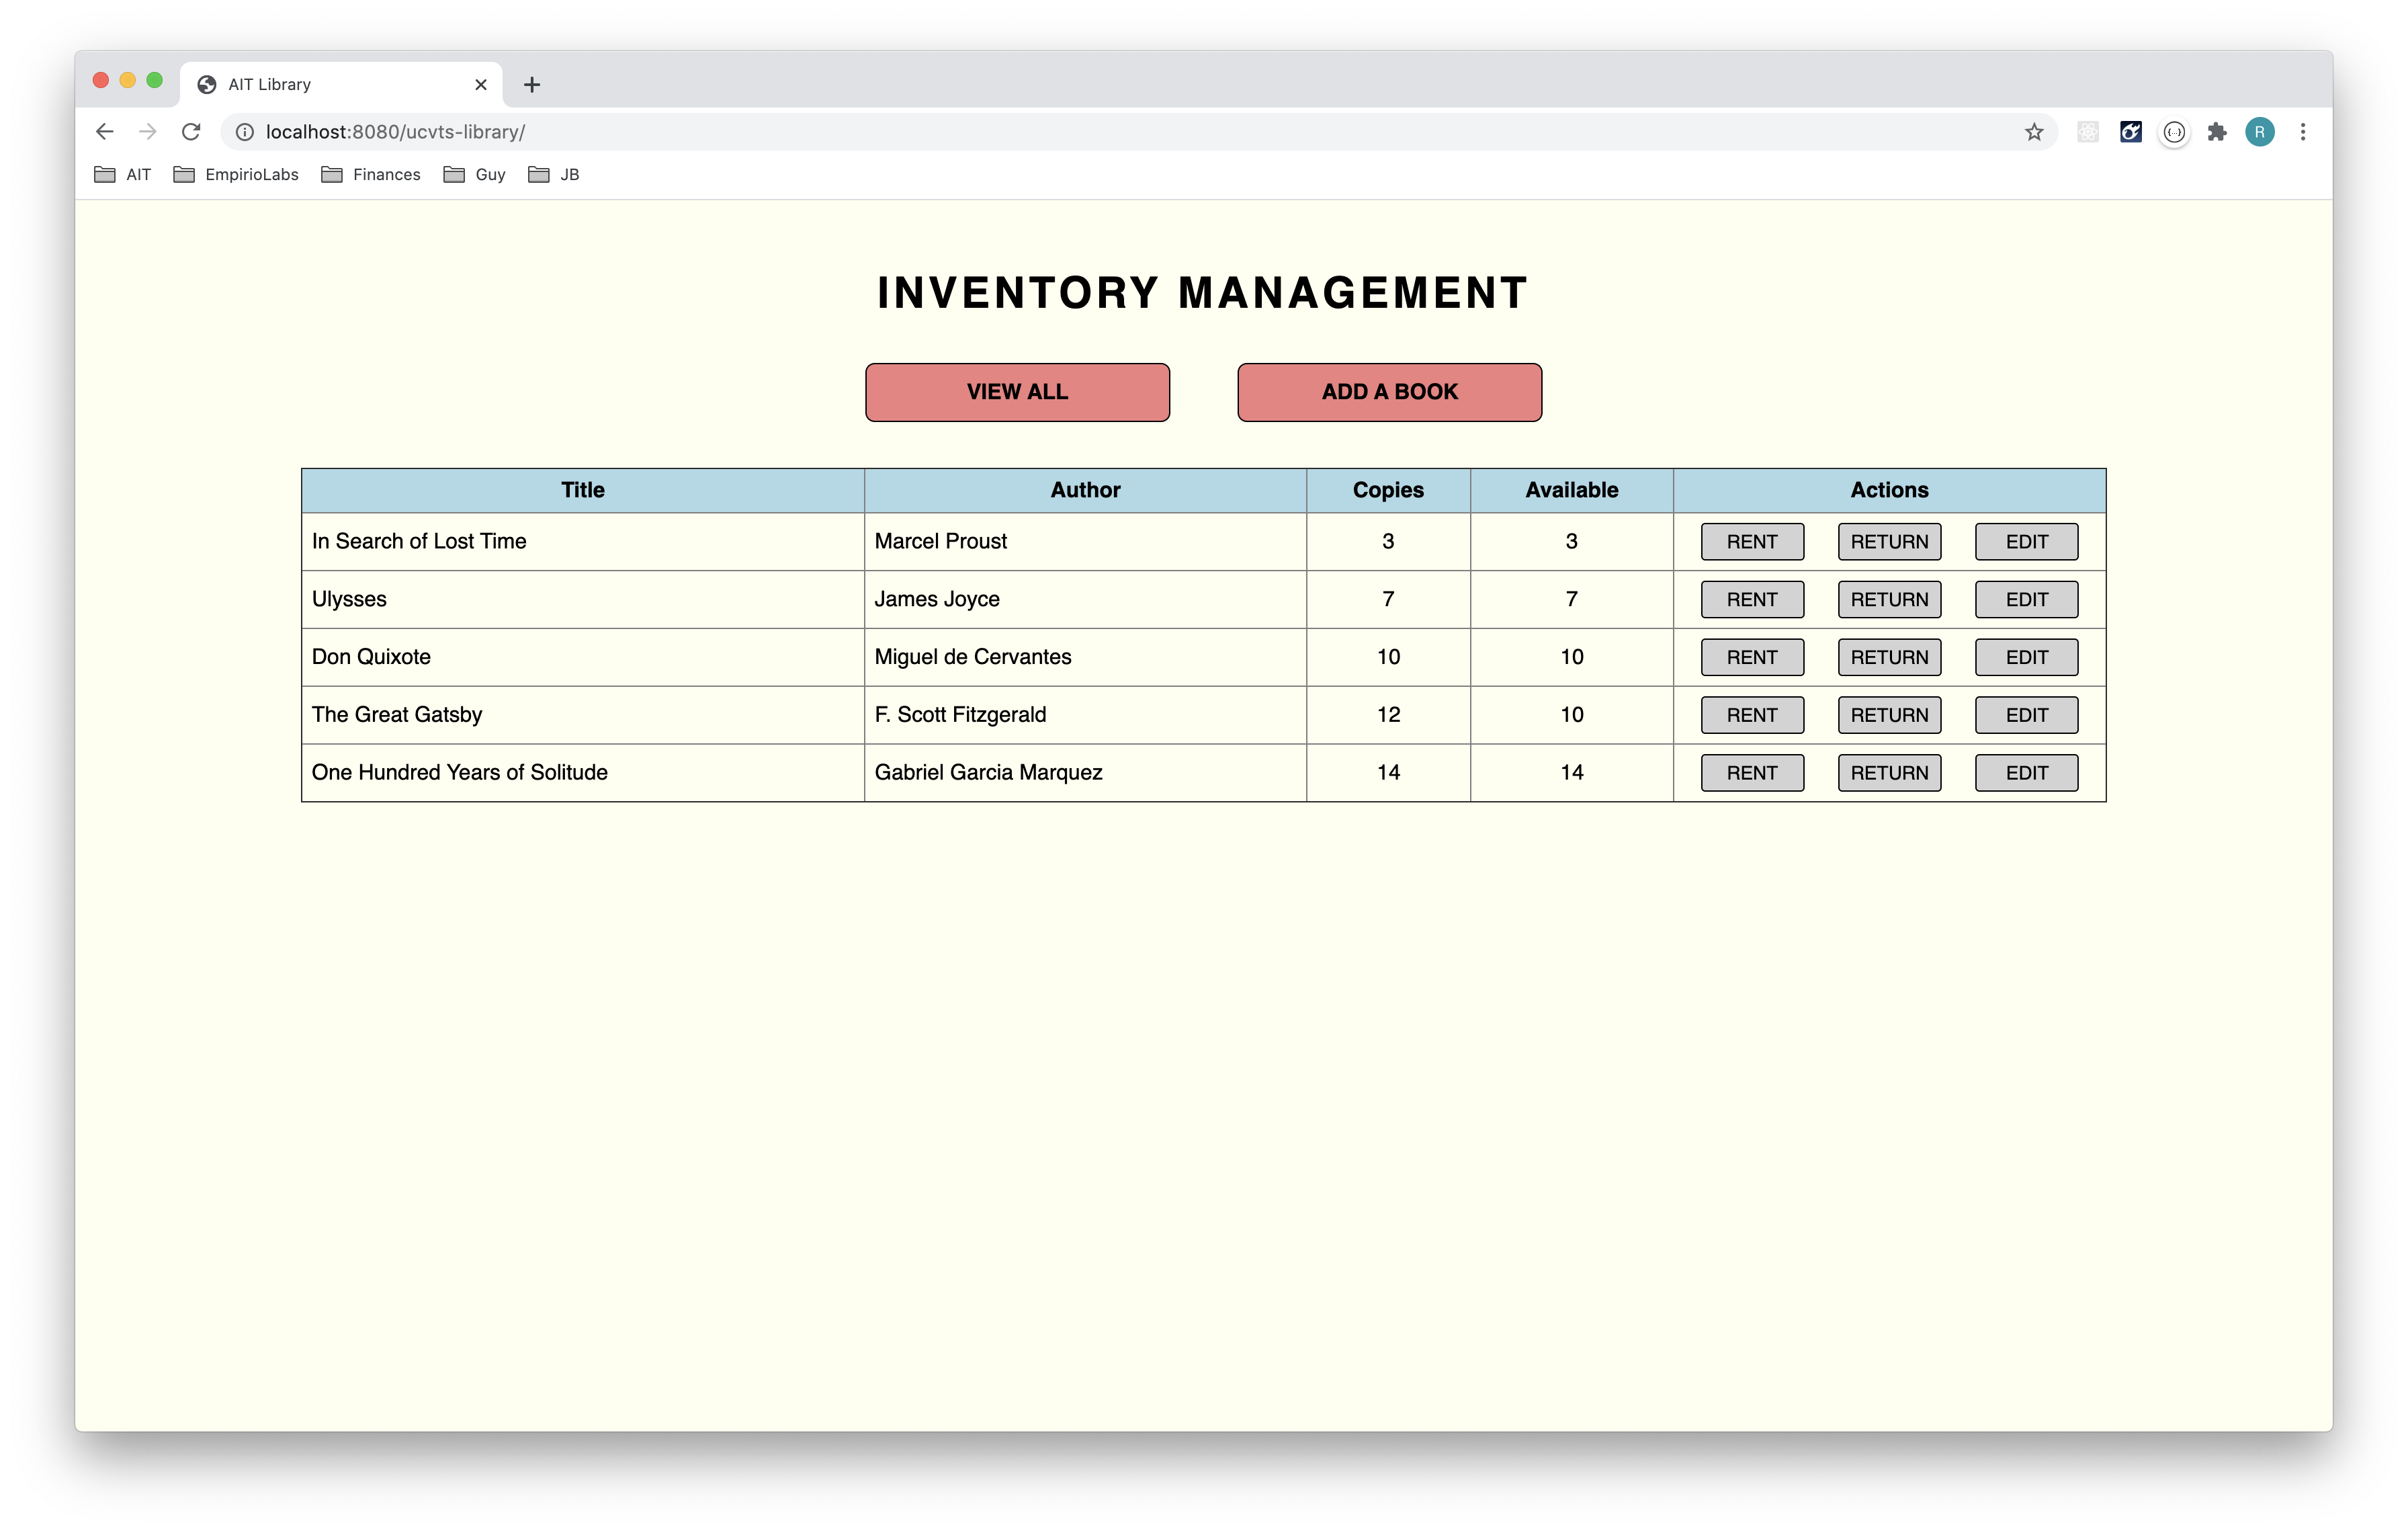 AIT Library
localhost:8080/ucvts-library/
R
AIT EmpirioLabs Finances Guy JB
INVENTORY MANAGEMENT
VIEW ALL ADD A BOOK
Title Author Copies Available Actions
In Search of Lost Time Marcel Proust 3 3 RENT RETURN EDIT
Ulysses James Joyce 7 7 RENT RETURN EDIT
Don Quixote Miguel de Cervantes 10 10 RENT RETURN EDIT
The Great Gatsby F. Scott Fitzgerald 12 10 RENT RETURN EDIT
One Hundred Years of Solitude Gabriel Garcia Marquez 14 14 RENT RETURN EDIT